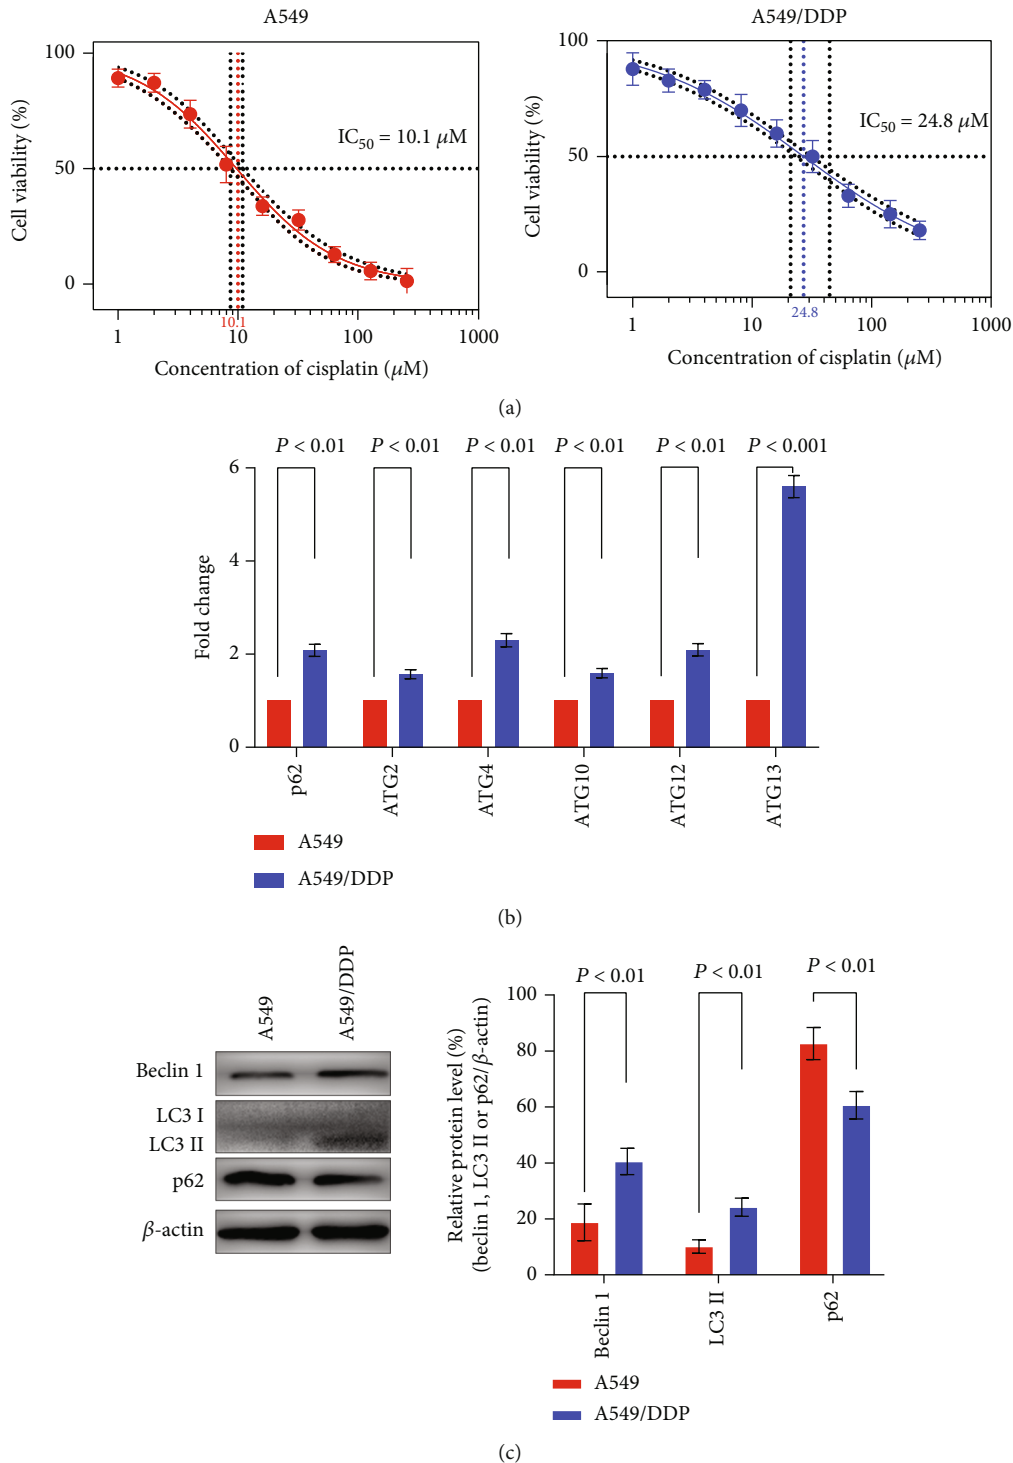 A549
Cell viability (%)
100
50
0
IC50 = 10.1 μM
1
10
100
1000
10.1
Concentration of cisplatin (μM)
A549/DDP
Cell viability (%)
100
50
0
IC50 = 24.8 μM
1
10
100
1000
24.8
Concentration of cisplatin (μM)
(a)
P < 0.01
P < 0.01
P < 0.01
P < 0.01
P < 0.01
P < 0.001
Fold change
6
4
2
0
p62
ATG2
ATG4
ATG10
ATG12
ATG13
A549
A549/DDP
(b)
A549
A549/DDP
Beclin 1
LC3 I
LC3 II
p62
β-actin
P < 0.01
P < 0.01
P < 0.01
Relative protein level (%)
(beclin 1, LC3 II or p62/β-actin)
100
80
60
40
20
0
Beclin 1
LC3 II
p62
A549
A549/DDP
(c)